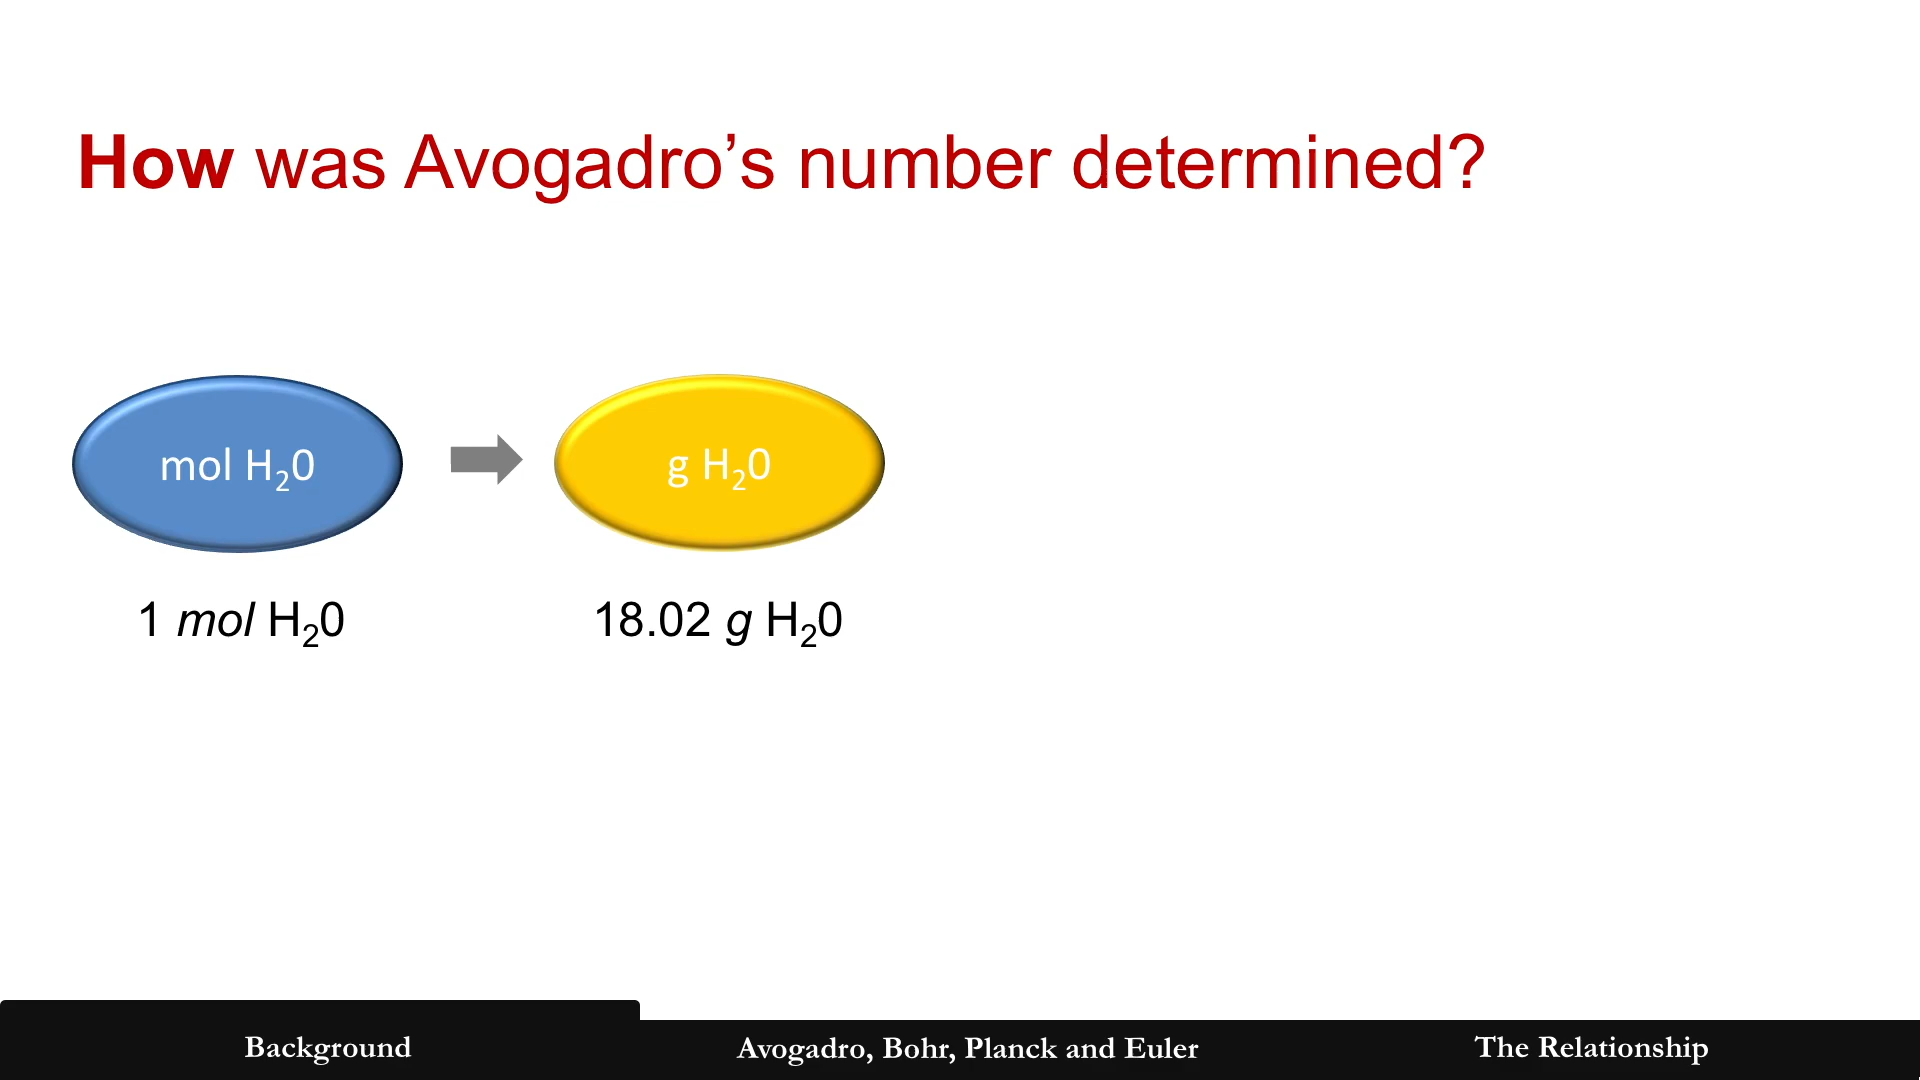 How was Avogadro’s number determined?
mol H₂0
g H₂0
1 mol H₂0
18.02 g H₂0
Background
Avogadro, Bohr, Planck and Euler
The Relationship